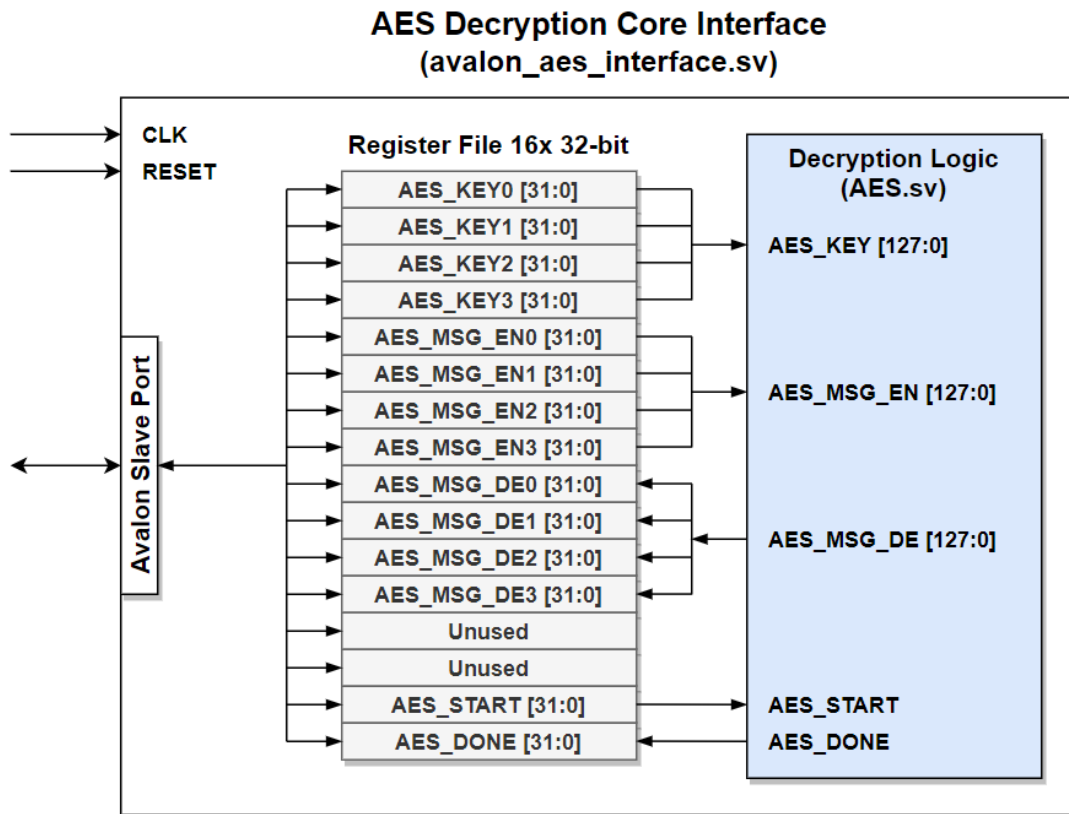 AES Decryption Core Interface
(avalon_aes_interface.sv)
CLK
RESET
Avalon Slave Port
Register File 16x 32-bit
AES_KEY0 [31:0]
AES_KEY1 [31:0]
AES_KEY2 [31:0]
AES_KEY3 [31:0]
AES_MSG_EN0 [31:0]
AES_MSG_EN1 [31:0]
AES_MSG_EN2 [31:0]
AES_MSG_EN3 [31:0]
AES_MSG_DE0 [31:0]
AES_MSG_DE1 [31:0]
AES_MSG_DE2 [31:0]
AES_MSG_DE3 [31:0]
Unused
Unused
AES_START [31:0]
AES_DONE [31:0]
Decryption Logic
(AES.sv)
AES_KEY [127:0]
AES_MSG_EN [127:0]
AES_MSG_DE [127:0]
AES_START
AES_DONE